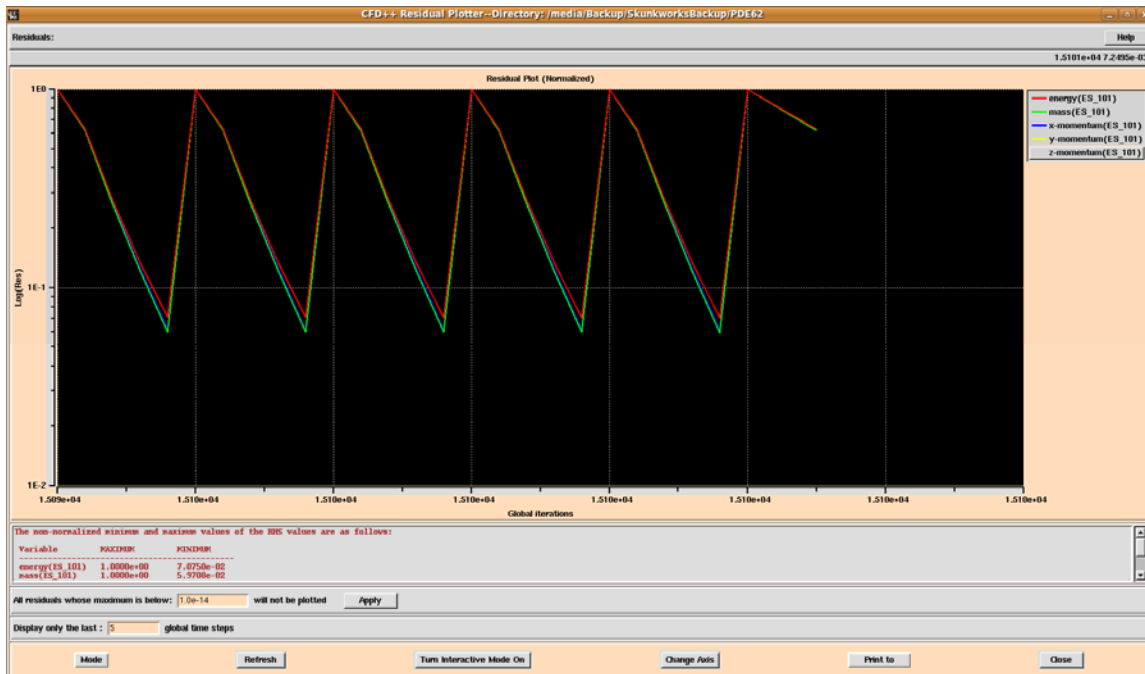 CFD++ Residual Plotter--Directory: /media/Backup/SkunkworksBackup/PDE62
Residuals:
Help
1.5101e+04 7.2495e-03
Residual Plot (Normalized)
1E0
1E-1
1E-2
Log(Res)
energy(ES_101)
mass(ES_101)
x-momentum(ES_101)
y-momentum(ES_101)
z-momentum(ES_101)
1.509e+04 1.510e+04 1.510e+04 1.510e+04 1.510e+04 1.510e+04 1.510e+04 1.510e+04
Global iterations
The non-normalized minimum and maximum values of the RHS values are as follows:
Variable MAXIMUM MINIMUM
energy(ES_101) 1.0000e+00 7.0750e-02
mass(ES_101) 1.0000e+00 5.9700e-02
All residuals whose maximum is below: 1.0e-14 will not be plotted Apply
Display only the last : 5 global time steps
Mode Refresh Turn Interactive Mode On Change Axis Print to Close